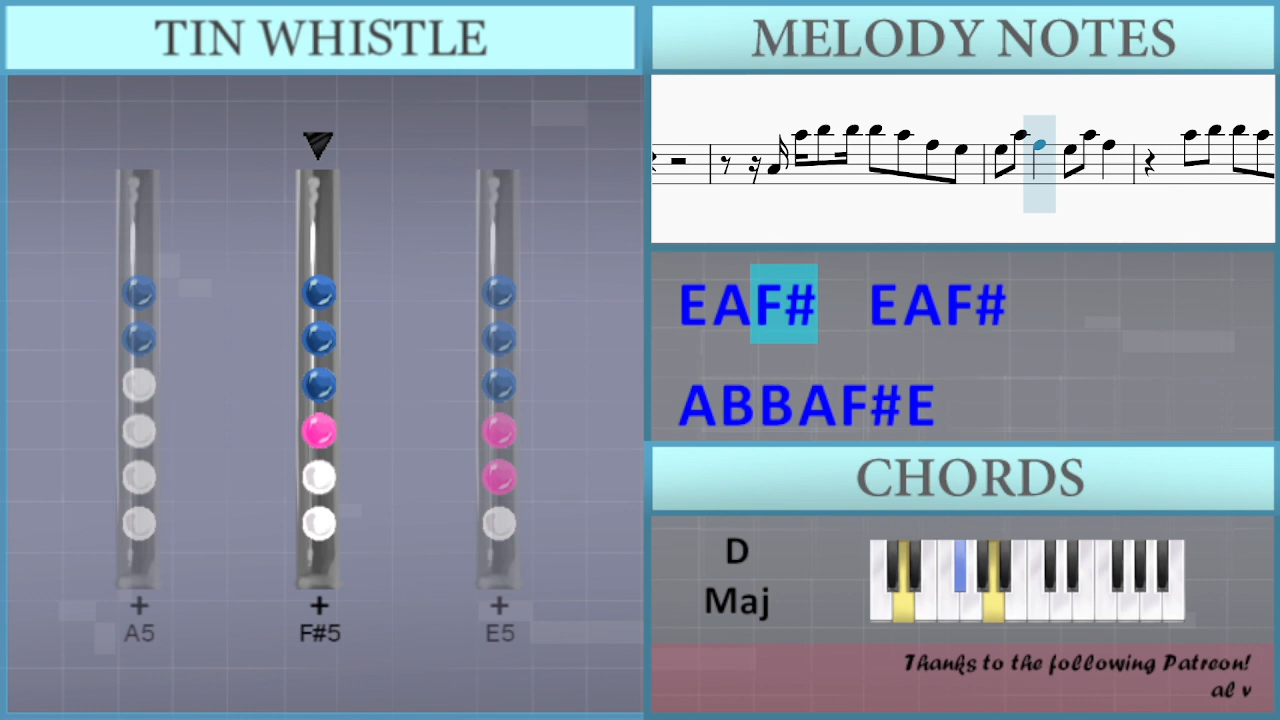 TIN WHISTLE
+
A5
+
F#5
+
E5
MELODY NOTES
EAF# EAF#
ABBAF#E
CHORDS
D
Maj
Thanks to the following Patreon!
al v